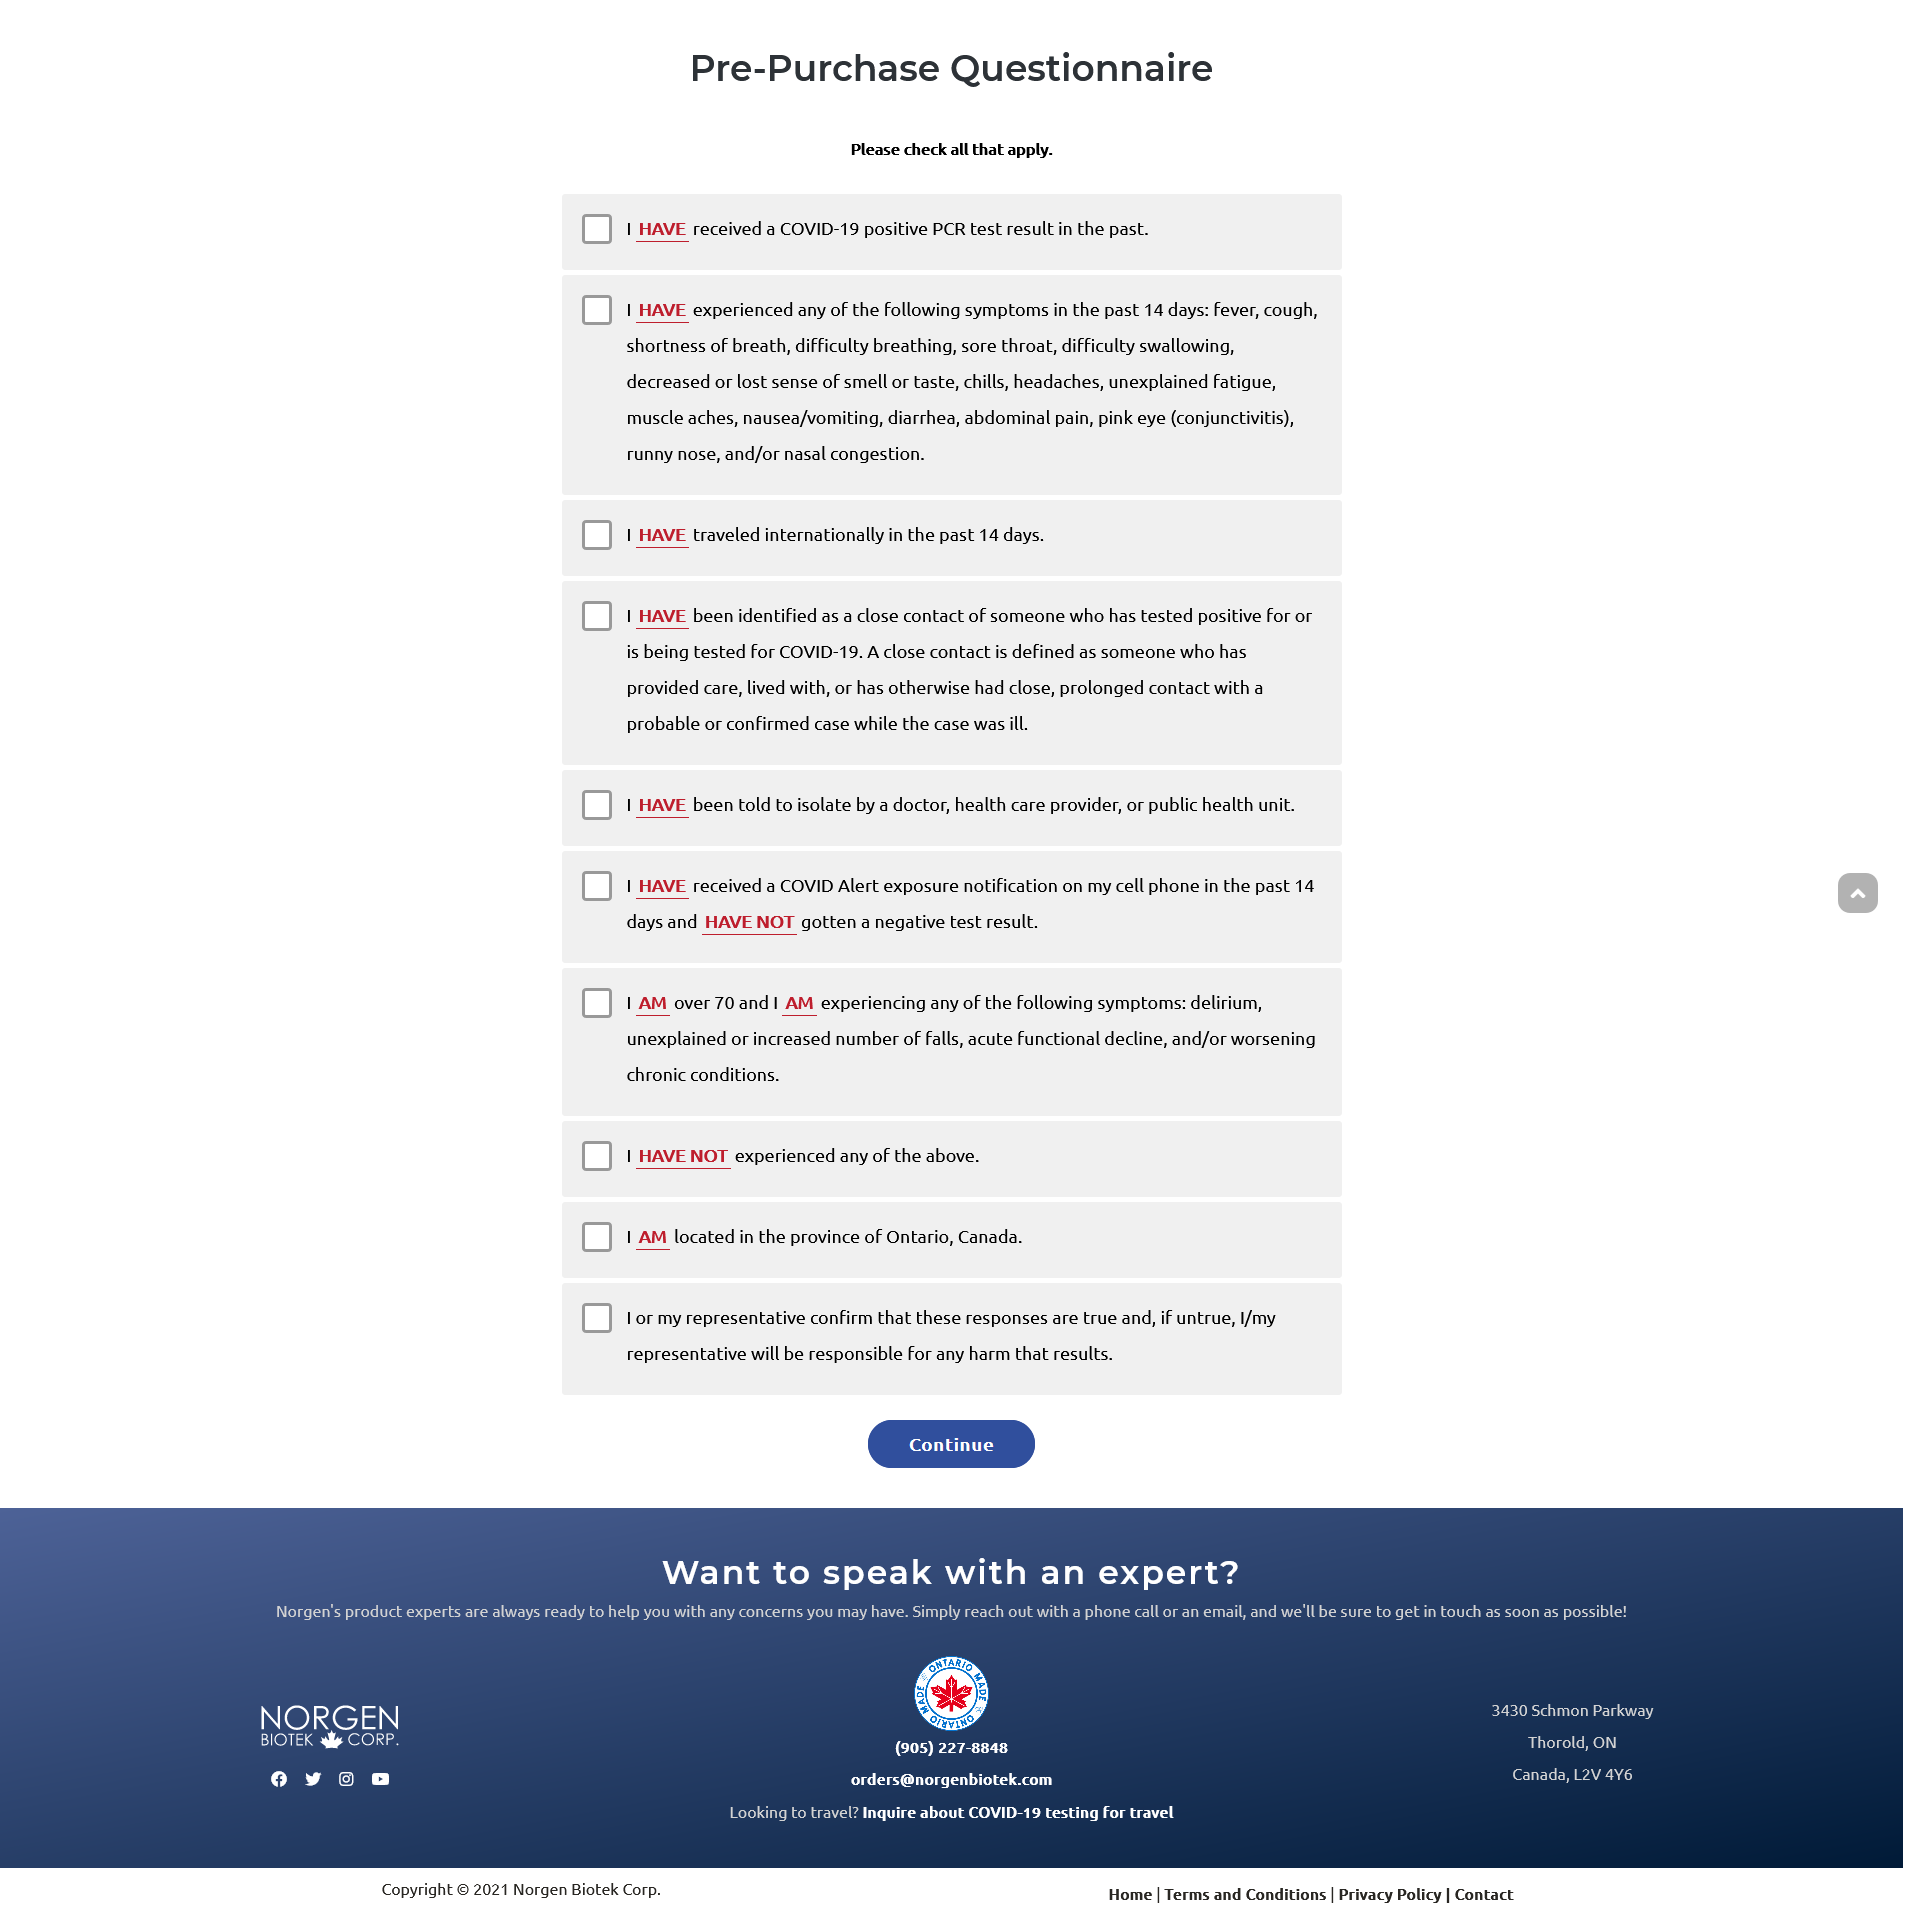 Pre-Purchase Questionnaire
Please check all that apply.
I HAVE received a COVID-19 positive PCR test result in the past.
I HAVE experienced any of the following symptoms in the past 14 days: fever, cough,
shortness of breath, difficulty breathing, sore throat, difficulty swallowing,
decreased or lost sense of smell or taste, chills, headaches, unexplained fatigue,
muscle aches, nausea/vomiting, diarrhea, abdominal pain, pink eye (conjunctivitis),
runny nose, and/or nasal congestion.
I HAVE traveled internationally in the past 14 days.
I HAVE been identified as a close contact of someone who has tested positive for or
is being tested for COVID-19. A close contact is defined as someone who has
provided care, lived with, or has otherwise had close, prolonged contact with a
probable or confirmed case while the case was ill.
I HAVE been told to isolate by a doctor, health care provider, or public health unit.
I HAVE received a COVID Alert exposure notification on my cell phone in the past 14
days and HAVE NOT gotten a negative test result.
I AM over 70 and I AM experiencing any of the following symptoms: delirium,
unexplained or increased number of falls, acute functional decline, and/or worsening
chronic conditions.
I HAVE NOT experienced any of the above.
I AM located in the province of Ontario, Canada.
I or my representative confirm that these responses are true and, if untrue, I/my
representative will be responsible for any harm that results.
Continue
Want to speak with an expert?
Norgen's product experts are always ready to help you with any concerns you may have. Simply reach out with a phone call or an email, and we'll be sure to get in touch as soon as possible!
NORGEN
BIOTEK CORP.
ONTARIO MADE
ONTARIO MADE
(905) 227-8848
orders@norgenbiotek.com
Looking to travel? Inquire about COVID-19 testing for travel
3430 Schmon Parkway
Thorold, ON
Canada, L2V 4Y6
Copyright © 2021 Norgen Biotek Corp.
Home | Terms and Conditions | Privacy Policy | Contact